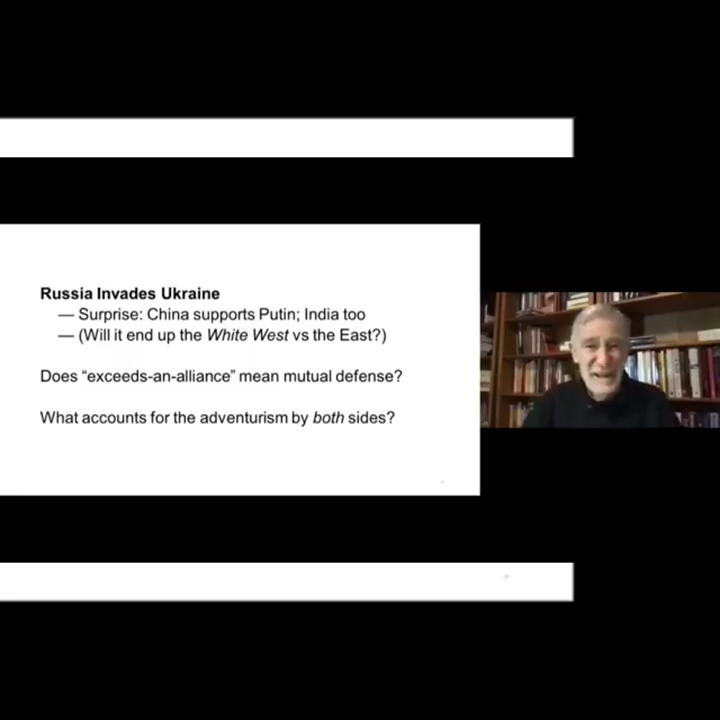 Russia Invades Ukraine
— Surprise: China supports Putin; India too
— (Will it end up the White West vs the East?)
Does “exceeds-an-alliance” mean mutual defense?
What accounts for the adventurism by both sides?